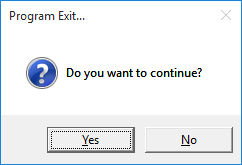 Program Exit...
Do you want to continue?
Yes
No